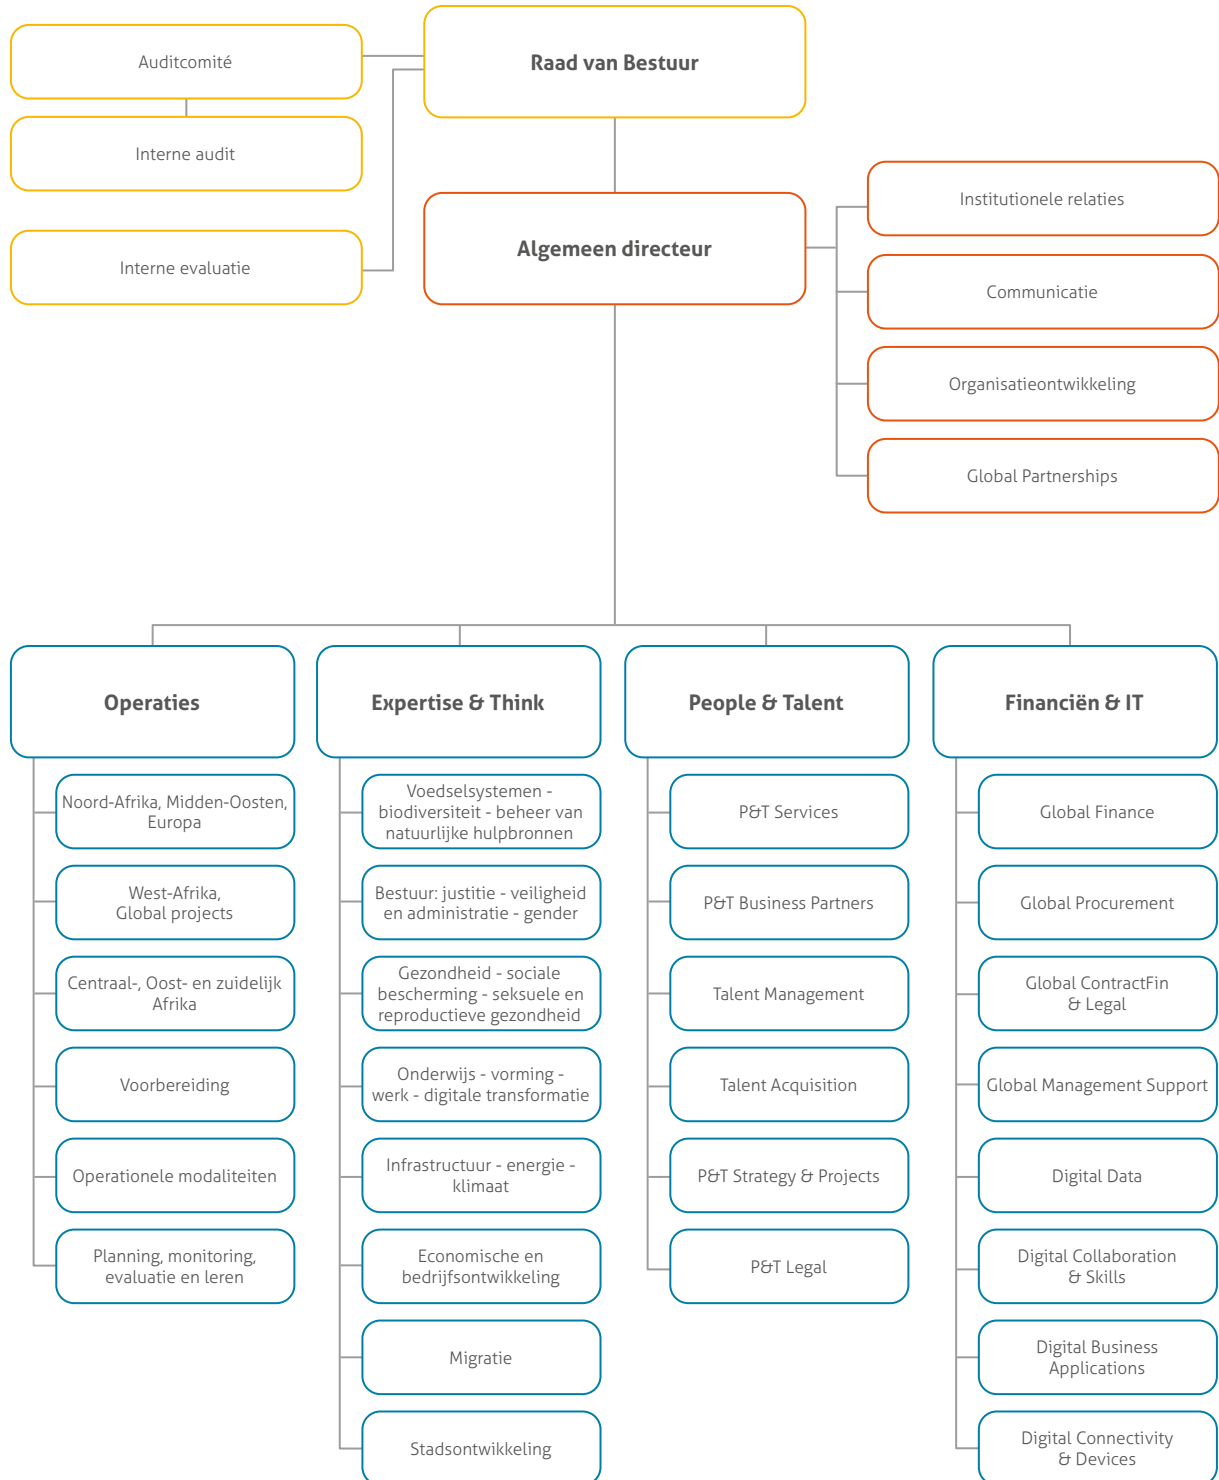 Auditcomité
Raad van Bestuur
Interne audit
Interne evaluatie
Algemeen directeur
Institutionele relaties
Communicatie
Organisatieontwikkeling
Global Partnerships
Operaties
Noord-Afrika, Midden-Oosten,
Europa
West-Afrika,
Global projects
Centraal-, Oost- en zuidelijk
Afrika
Voorbereiding
Operationele modaliteiten
Planning, monitoring,
evaluatie en leren
Expertise & Think
Voedselsystemen -
biodiversiteit - beheer van
natuurlijke hulpbronnen
Bestuur: justitie - veiligheid
en administratie - gender
Gezondheid - sociale
bescherming - seksuele en
reproductieve gezondheid
Onderwijs - vorming -
werk - digitale transformatie
Infrastructuur - energie -
klimaat
Economische en
bedrijfsontwikkeling
Migratie
Stadsontwikkeling
People & Talent
P&T Services
P&T Business Partners
Talent Management
Talent Acquisition
P&T Strategy & Projects
P&T Legal
Financiën & IT
Global Finance
Global Procurement
Global ContractFin
& Legal
Global Management Support
Digital Data
Digital Collaboration
& Skills
Digital Business
Applications
Digital Connectivity
& Devices